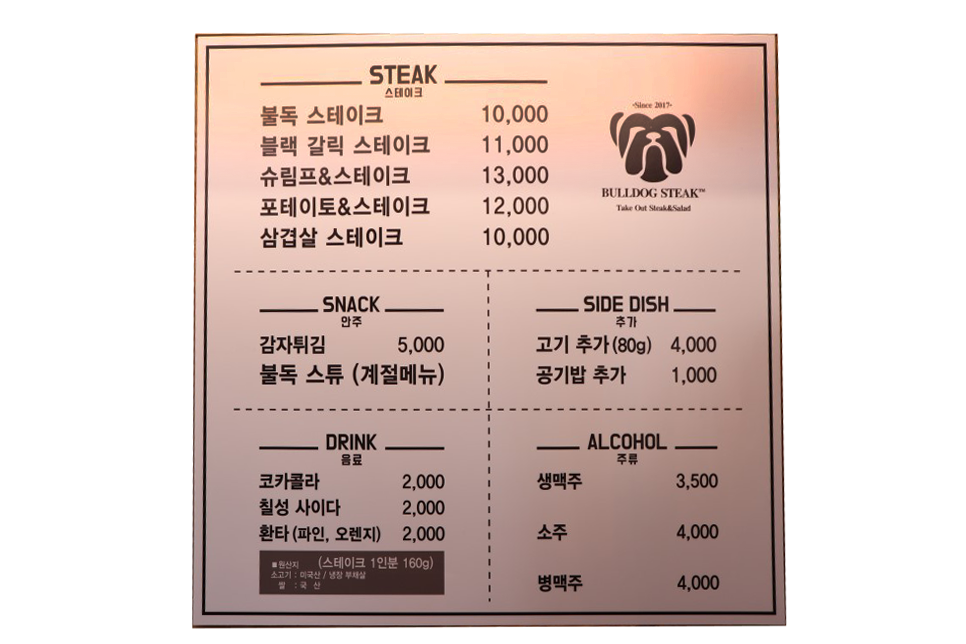 STEAK
스테이크
불독 스테이크 10,000
블랙 갈릭 스테이크 11,000
슈림프&스테이크 13,000
포테이토&스테이크 12,000
삼겹살 스테이크 10,000
-Since 2017-
BULLDOG STEAK™
Take Out Steak&Salad
SNACK
안주
감자튀김 5,000
불독 스튜 (계절메뉴)
SIDE DISH
추가
고기 추가(80g) 4,000
공기밥 추가 1,000
DRINK
음료
코카콜라 2,000
칠성 사이다 2,000
환타(파인, 오렌지) 2,000
■원산지 (스테이크 1인분 160g)
소고기 : 미국산 / 냉장 부채살
쌀 : 국 산
ALCOHOL
주류
생맥주 3,500
소주 4,000
병맥주 4,000